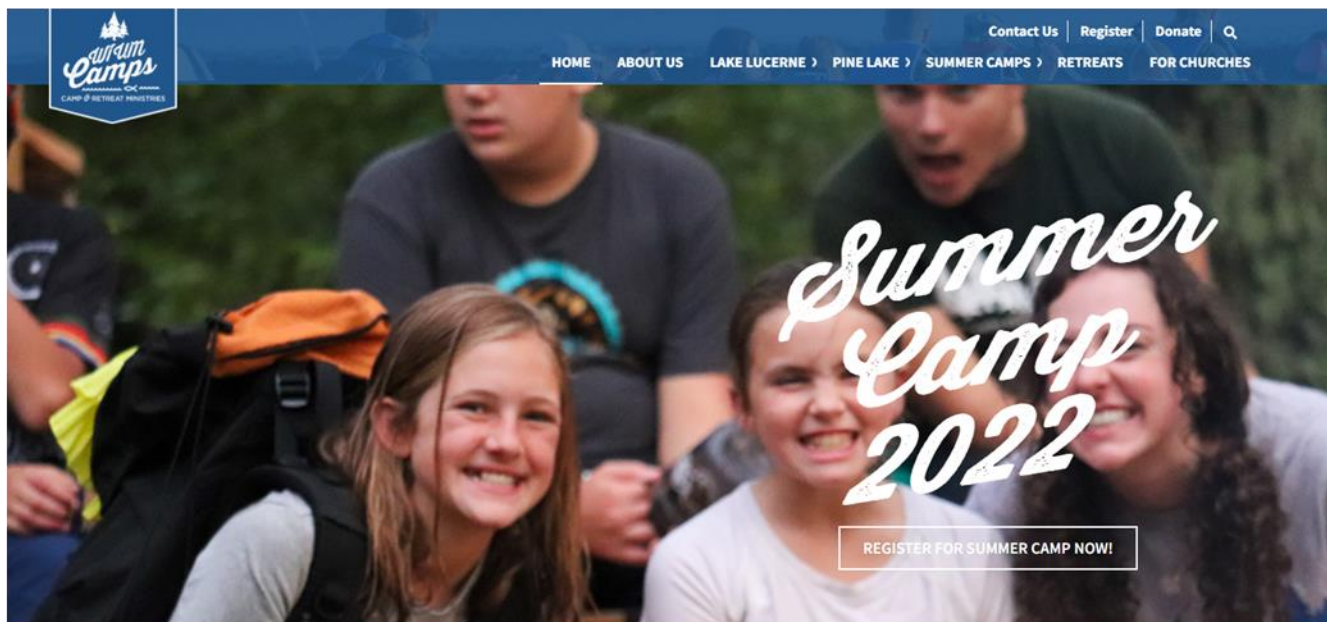 WIUM
Camps
CAMP & RETREAT MINISTRIES
Contact Us
Register
Donate
HOME
ABOUT US
LAKE LUCERNE ›
PINE LAKE ›
SUMMER CAMPS ›
RETREATS
FOR CHURCHES
Summer
Camp
2022
REGISTER FOR SUMMER CAMP NOW!